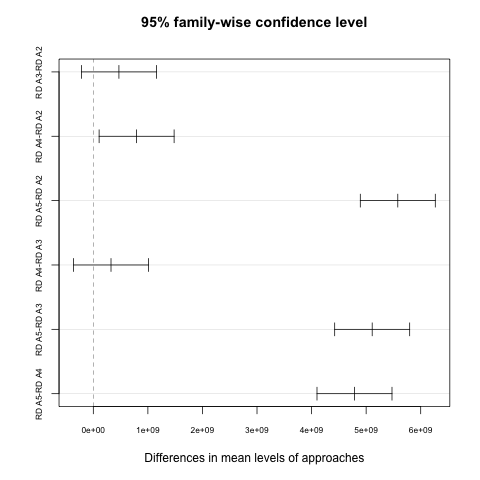 95% family-wise confidence level
RD A3-RD A2
RD A4-RD A2
RD A5-RD A2
RD A4-RD A3
RD A5-RD A3
RD A5-RD A4
0e+00 1e+09 2e+09 3e+09 4e+09 5e+09 6e+09
Differences in mean levels of approaches